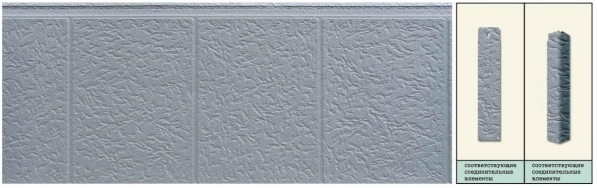 соответствующие
соединительные
элементы
соответствующие
соединительные
элементы